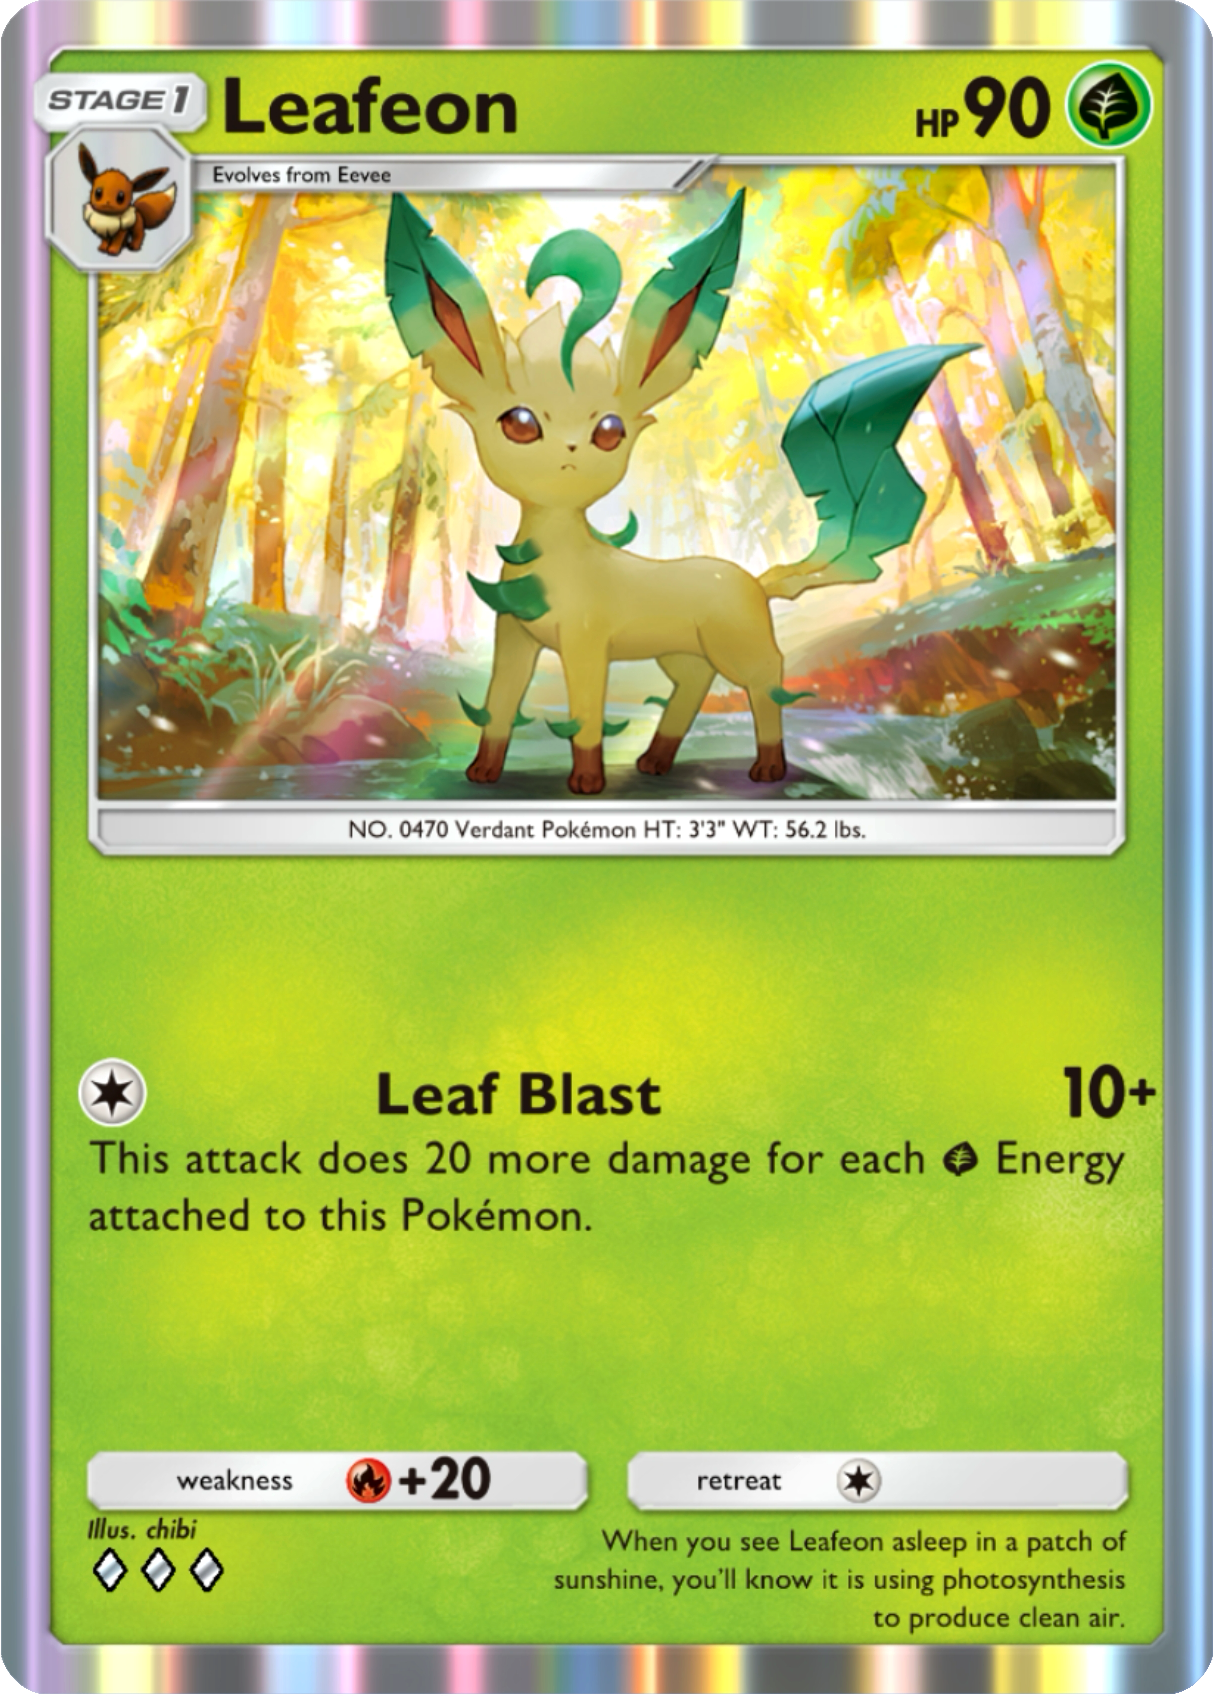 STAGE 1
Leafeon
HP 90
Evolves from Eevee
NO. 0470 Verdant Pokémon HT: 3'3" WT: 56.2 lbs.
Leaf Blast 10+
This attack does 20 more damage for each Energy
attached to this Pokémon.
weakness +20
retreat
Illus. chibi
When you see Leafeon asleep in a patch of
sunshine, you'll know it is using photosynthesis
to produce clean air.